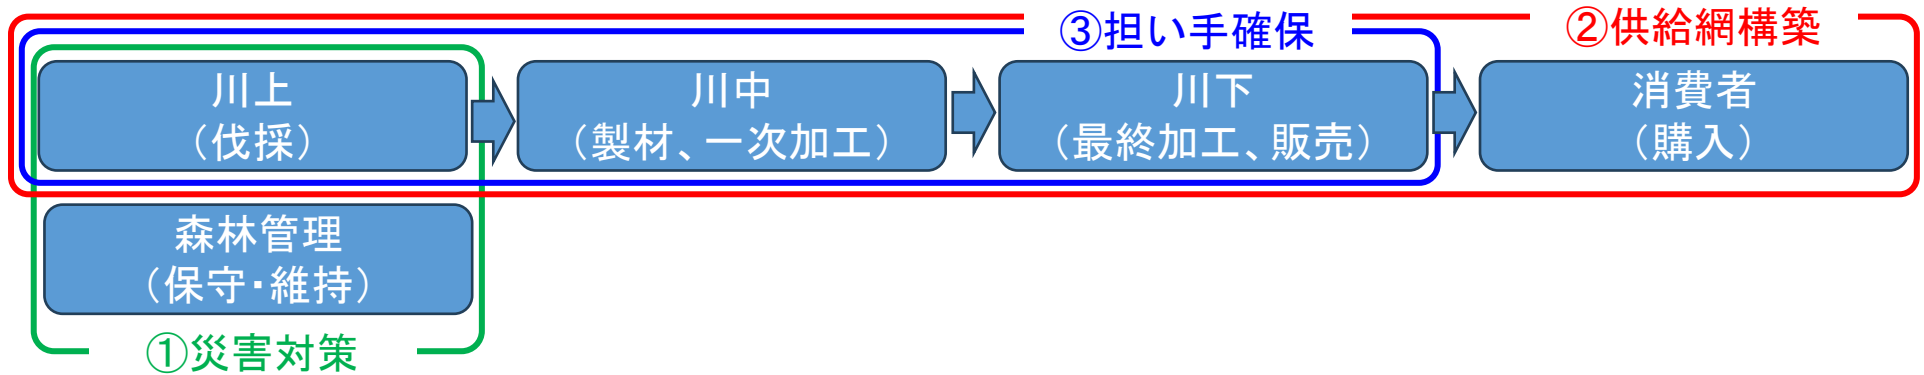 ③担い手確保
②供給網構築
川上
（伐採）
川中
（製材、一次加工）
川下
（最終加工、販売）
消費者
（購入）
森林管理
（保守・維持）
①災害対策